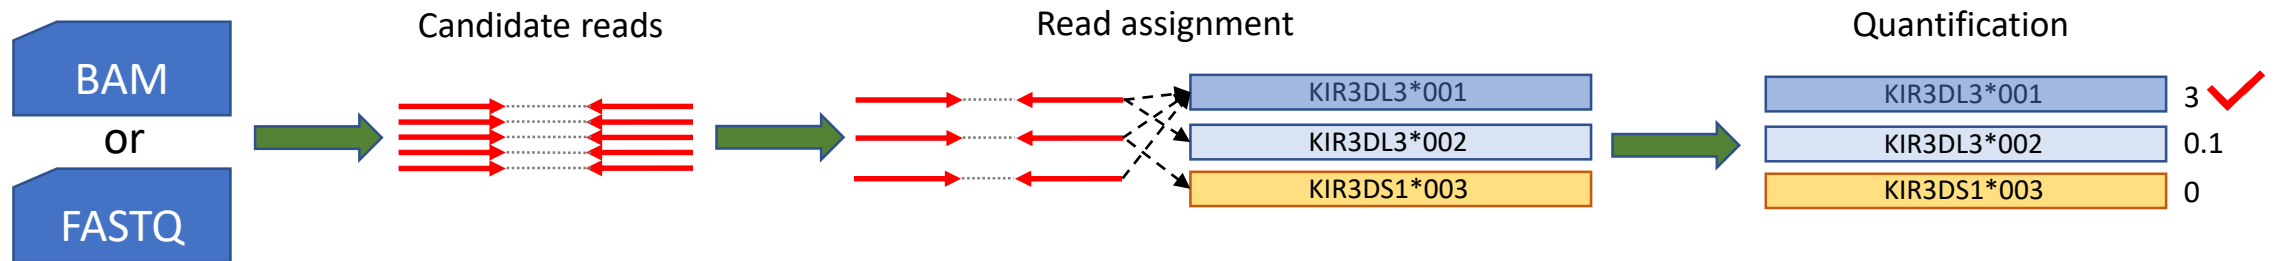 BAM
or
FASTQ
Candidate reads
Read assignment
KIR3DL3*001
KIR3DL3*002
KIR3DS1*003
Quantification
KIR3DL3*001 3
KIR3DL3*002 0.1
KIR3DS1*003 0